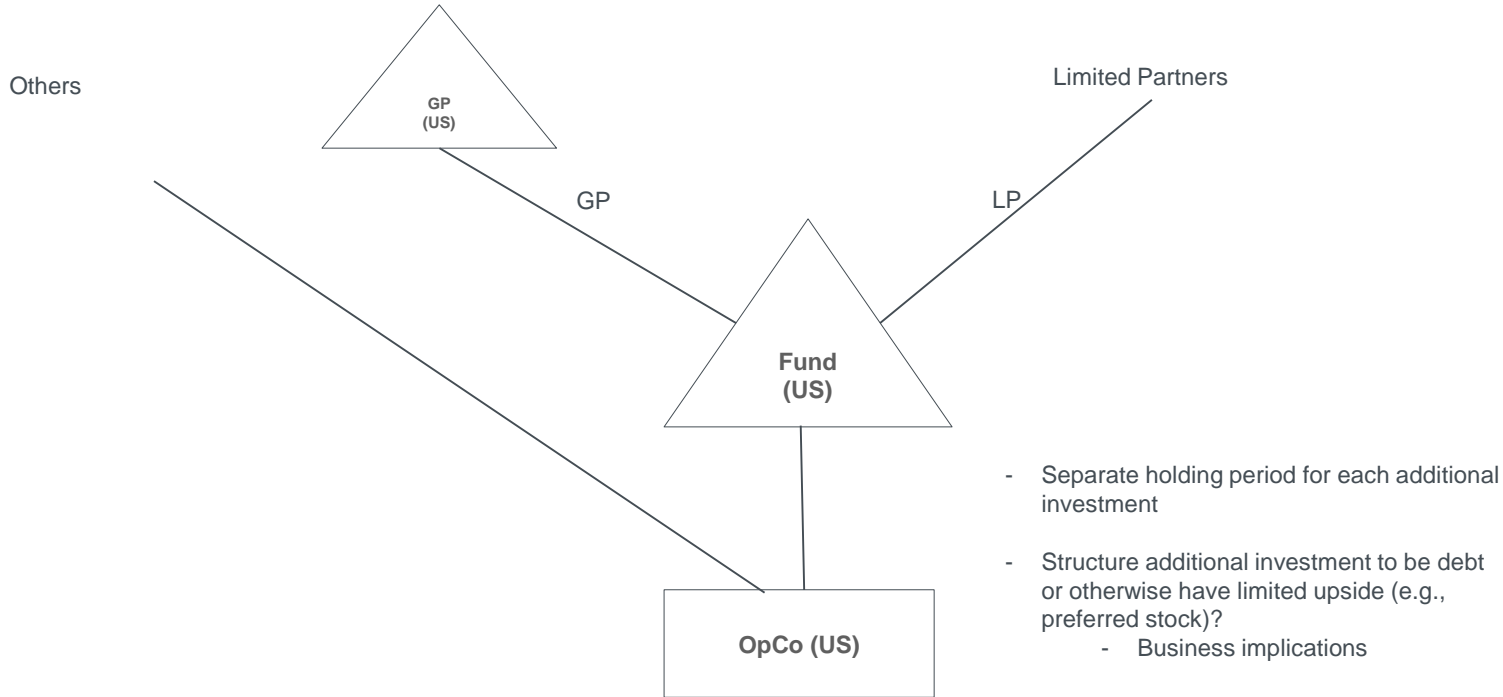 Others
GP
(US)
Limited Partners
GP
LP
Fund
(US)
- Separate holding period for each additional
investment
- Structure additional investment to be debt
or otherwise have limited upside (e.g.,
preferred stock)?
- Business implications
OpCo (US)